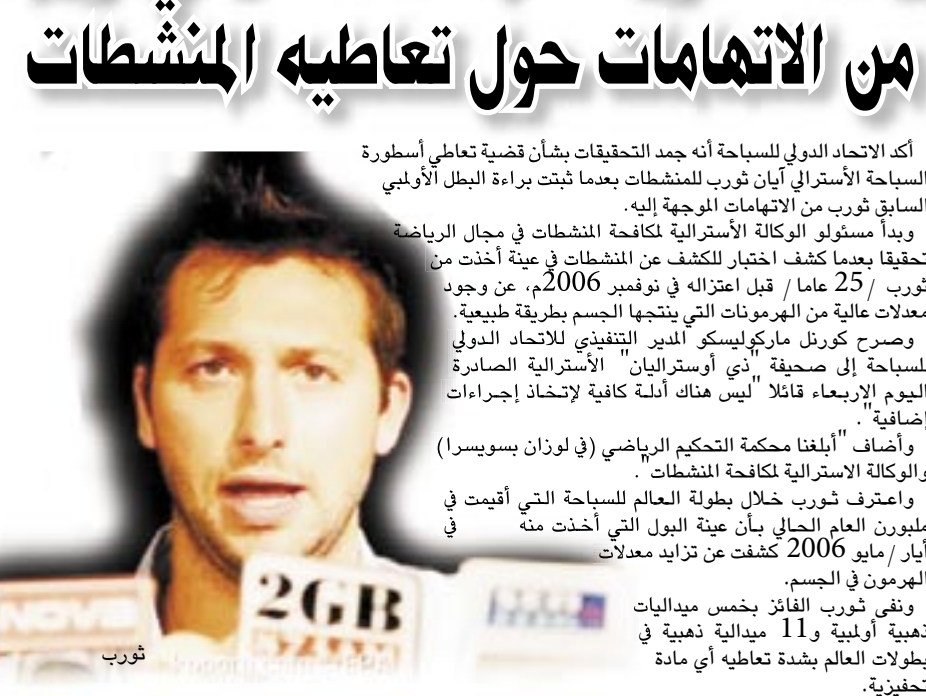 من الاتهامات حول تعاطيه المنشطات
أكد الاتحاد الدولي للسباحة أنه جمد التحقيقات بشأن قضية تعاطي أسطورة
السباحة الأسترالي آيان ثورب للمنشطات بعدما ثبتت براءة البطل الأولمبي
السابق ثورب من الاتهامات الموجهة إليه.
وبدأ مسئولو الوكالة الأسترالية لمكافحة المنشطات في مجال الرياضة
تحقيقا بعدما كشف اختبار للكشف عن المنشطات في عينة أخذت من
ثورب /25 عاما/ قبل اعتزاله في نوفمبر 2006م، عن وجود
معدلات عالية من الهرمونات التي ينتجها الجسم بطريقة طبيعية.
وصرح كورنل ماركوليسكو المدير التنفيذي للاتحاد الدولي
للسباحة إلى صحيفة "ذي أوستراليان" الأسترالية الصادرة
اليوم الاربعاء قائلا "ليس هناك أدلة كافية لإتخاذ إجراءات
إضافية".
وأضاف "أبلغنا محكمة التحكيم الرياضي (في لوزان بسويسرا)
والوكالة الاسترالية لمكافحة المنشطات".
واعترف ثورب خلال بطولة العالم للسباحة التي أقيمت في
ملبورن العام الحالي بأن عينة البول التي أخذت منه في
أيار/مايو 2006 كشفت عن تزايد معدلات
الهرمون في الجسم.
ونفى ثورب الفائز بخمس ميداليات
ذهبية أولمبية و11 ميدالية ذهبية في
بطولات العالم بشدة تعاطيه أي مادة
تحفيزية.
NOVA
2GB
ثورب